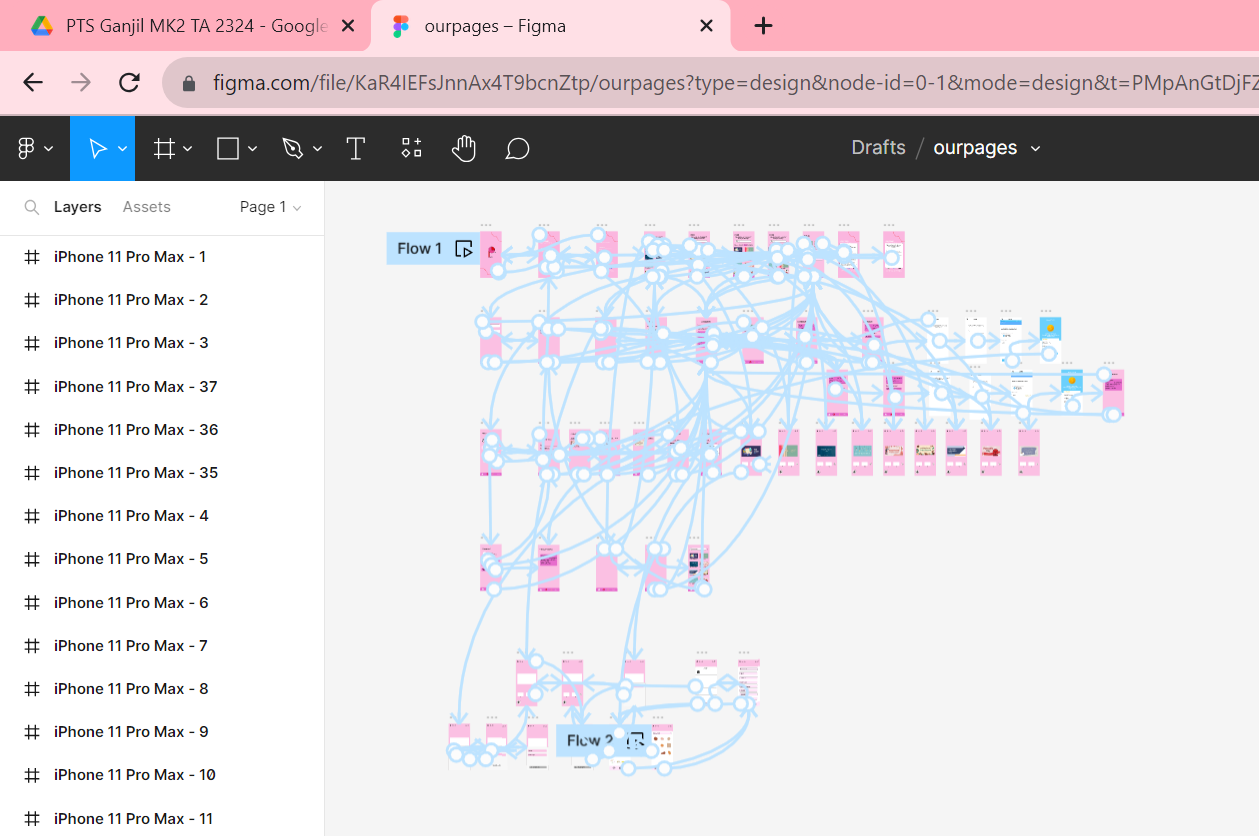 PTS Ganjil MK2 TA 2324 - Google
ourpages – Figma
figma.com/file/KaR4IEFsJnnAx4T9bcnZtp/ourpages?type=design&node-id=0-1&mode=design&t=PMpAnGtDjFZ
Drafts / ourpages
Layers Assets Page 1
iPhone 11 Pro Max - 1
iPhone 11 Pro Max - 2
iPhone 11 Pro Max - 3
iPhone 11 Pro Max - 37
iPhone 11 Pro Max - 36
iPhone 11 Pro Max - 35
iPhone 11 Pro Max - 4
iPhone 11 Pro Max - 5
iPhone 11 Pro Max - 6
iPhone 11 Pro Max - 7
iPhone 11 Pro Max - 8
iPhone 11 Pro Max - 9
iPhone 11 Pro Max - 10
iPhone 11 Pro Max - 11
Flow 1
Flow 2